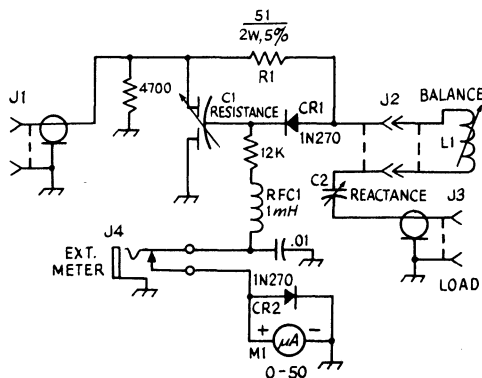 51
2W, 5%
R1
J1
4700
C1
RESISTANCE
CR1
1N270
J2
BALANCE
L1
12K
C2
REACTANCE
J3
RFC1
1mH
J4
EXT.
METER
.01
LOAD
1N270
CR2
+
-
M1
μA
0-50